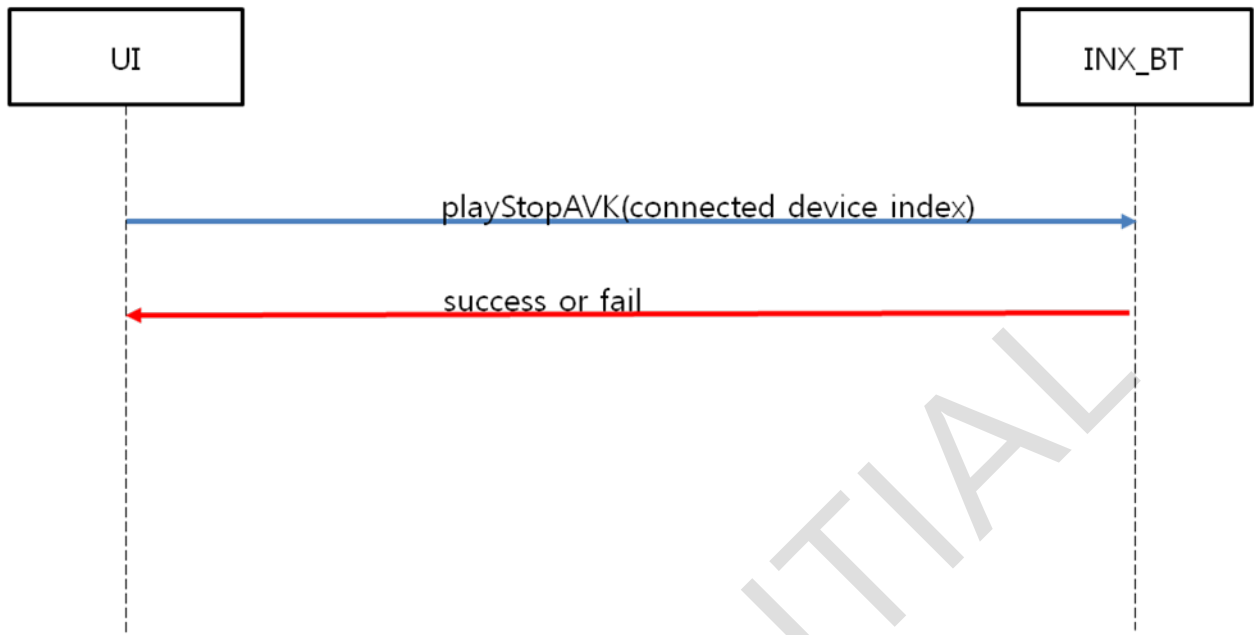 UI
INX_BT
playStopAVK(connected device index)
success or fail